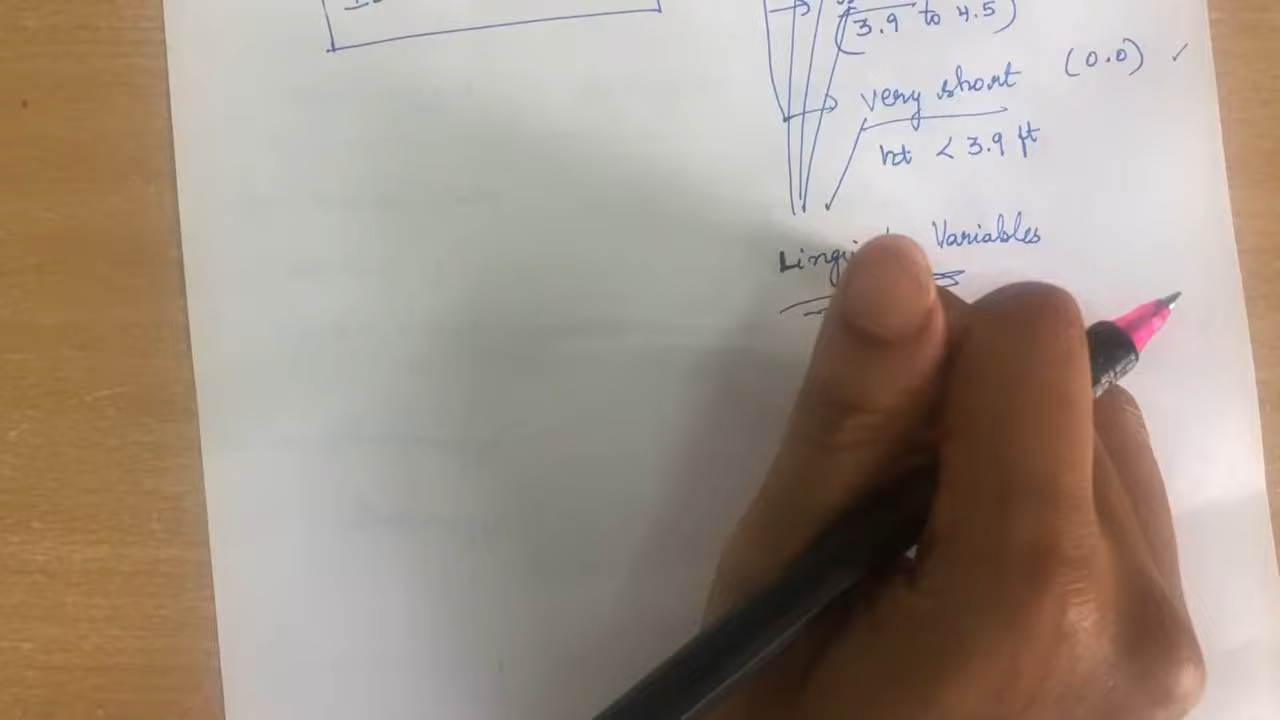 (3.9 to 4.5)
very short (0.0) ✓
ht < 3.9 ft
Variables